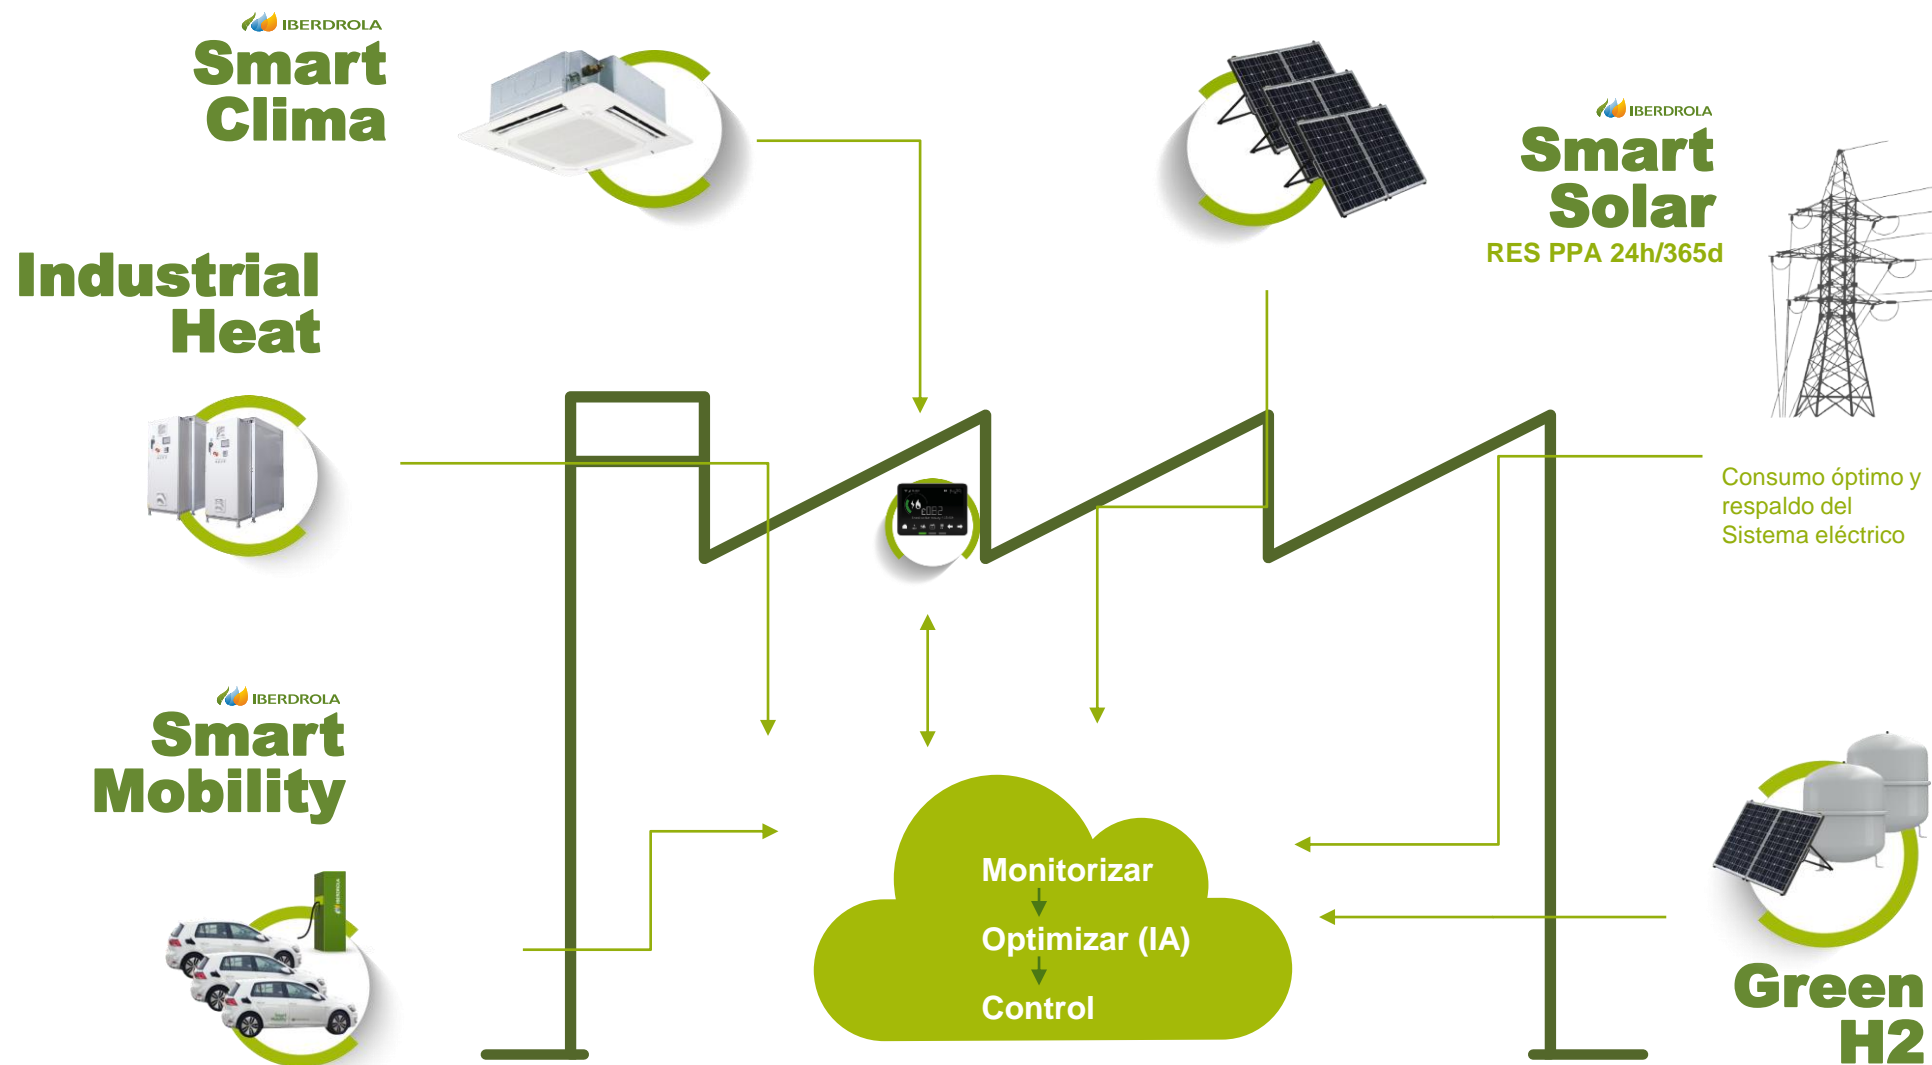 IBERDROLA
Smart
Clima
IBERDROLA
Smart
Solar
RES PPA 24h/365d
Industrial
Heat
Consumo óptimo y
respaldo del
Sistema eléctrico
IBERDROLA
Smart
Mobility
IBERDROLA
Monitorizar
Optimizar (IA)
Control
Green
H2